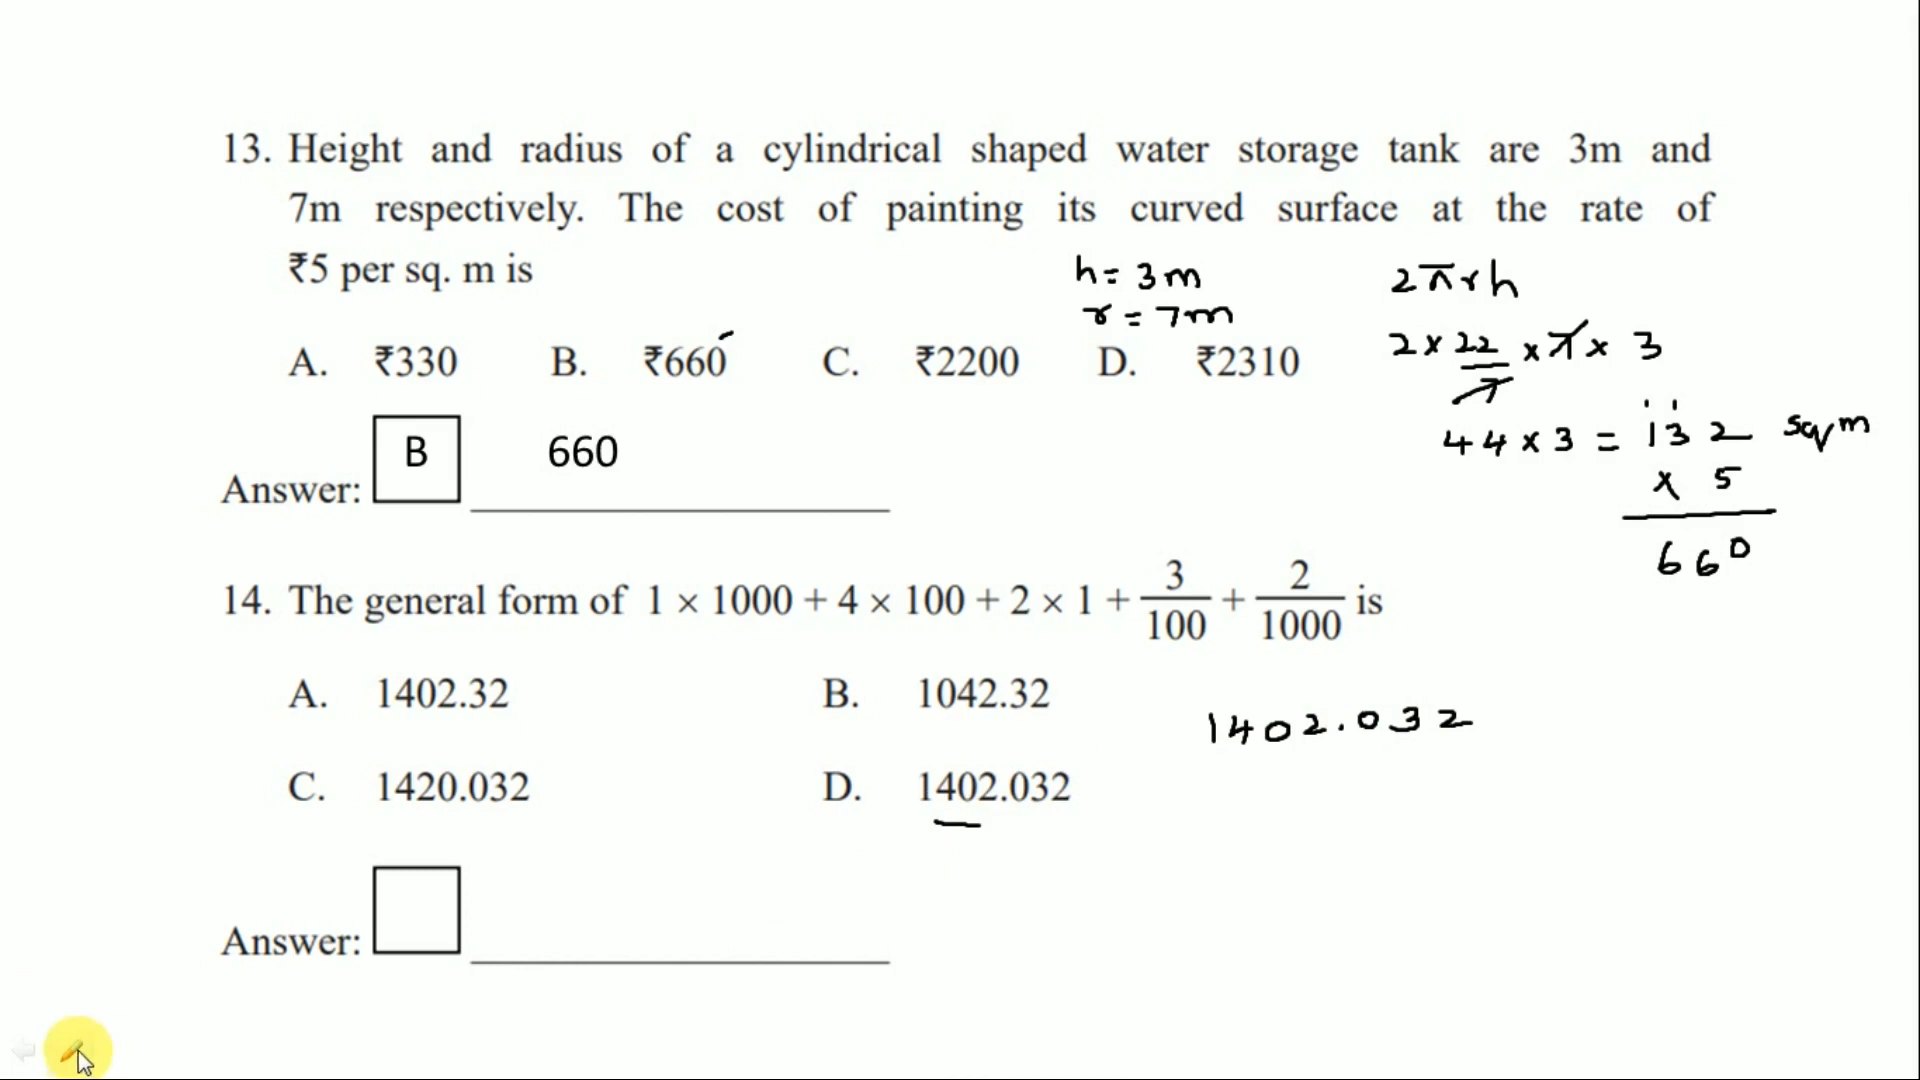 13. Height and radius of a cylindrical shaped water storage tank are 3m and
7m respectively. The cost of painting its curved surface at the rate of
₹5 per sq. m is
h = 3 m
r = 7 m
2πrh
2 × 22/7 × 7 × 3
A. ₹330 B. ₹660 C. ₹2200 D. ₹2310
44 × 3 = 132 sq m
× 5
660
Answer: B 660
14. The general form of 1 × 1000 + 4 × 100 + 2 × 1 + 3/100 + 2/1000 is
A. 1402.32 B. 1042.32
1402.032
C. 1420.032 D. 1402.032
Answer: